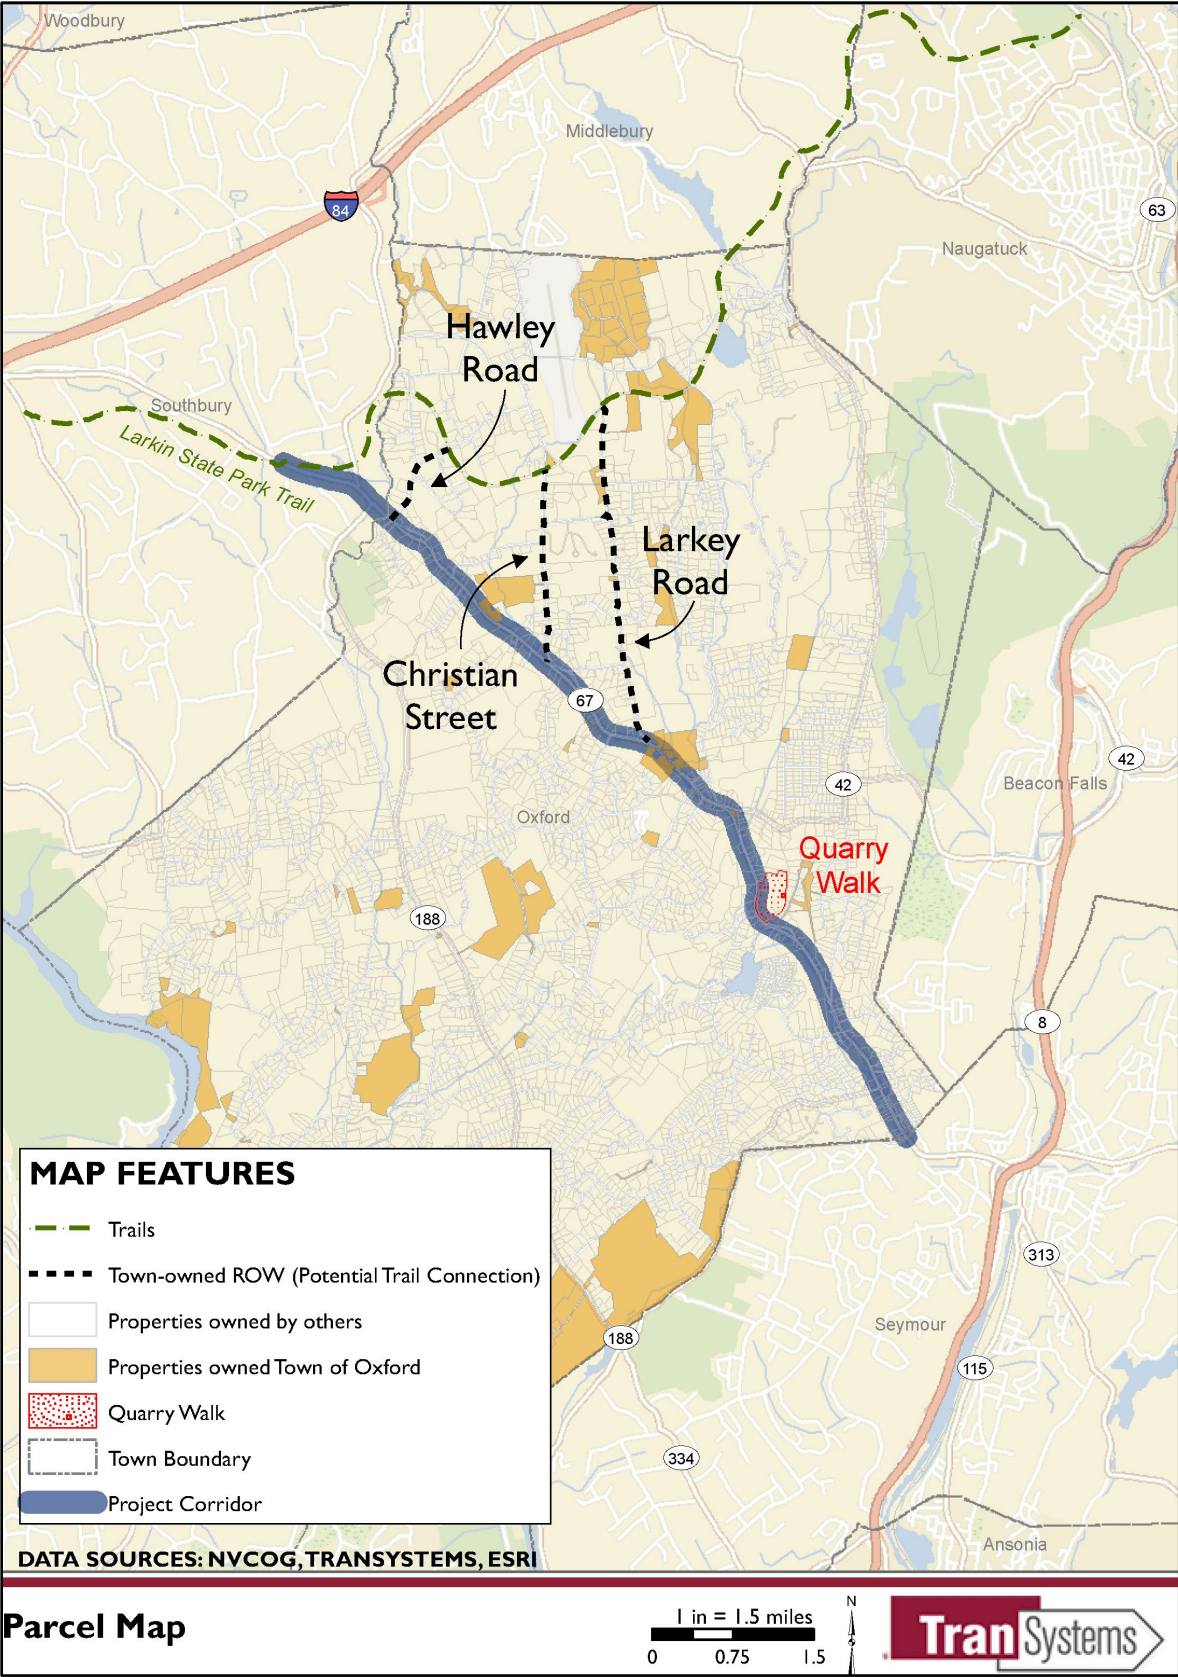 Woodbury
Middlebury
84
63
Naugatuck
Hawley
Road
Southbury
Larkin State Park Trail
Larkey
Road
Christian
Street
67
42
42
Beacon Falls
Oxford
Quarry
Walk
188
8
MAP FEATURES
Trails
Town-owned ROW (Potential Trail Connection)
Properties owned by others
Properties owned Town of Oxford
Quarry Walk
Town Boundary
Project Corridor
313
Seymour
188
115
334
Ansonia
DATA SOURCES: NVCOG, TRANSYSTEMS, ESRI
Parcel Map
1 in = 1.5 miles
0 0.75 1.5
N
TranSystems